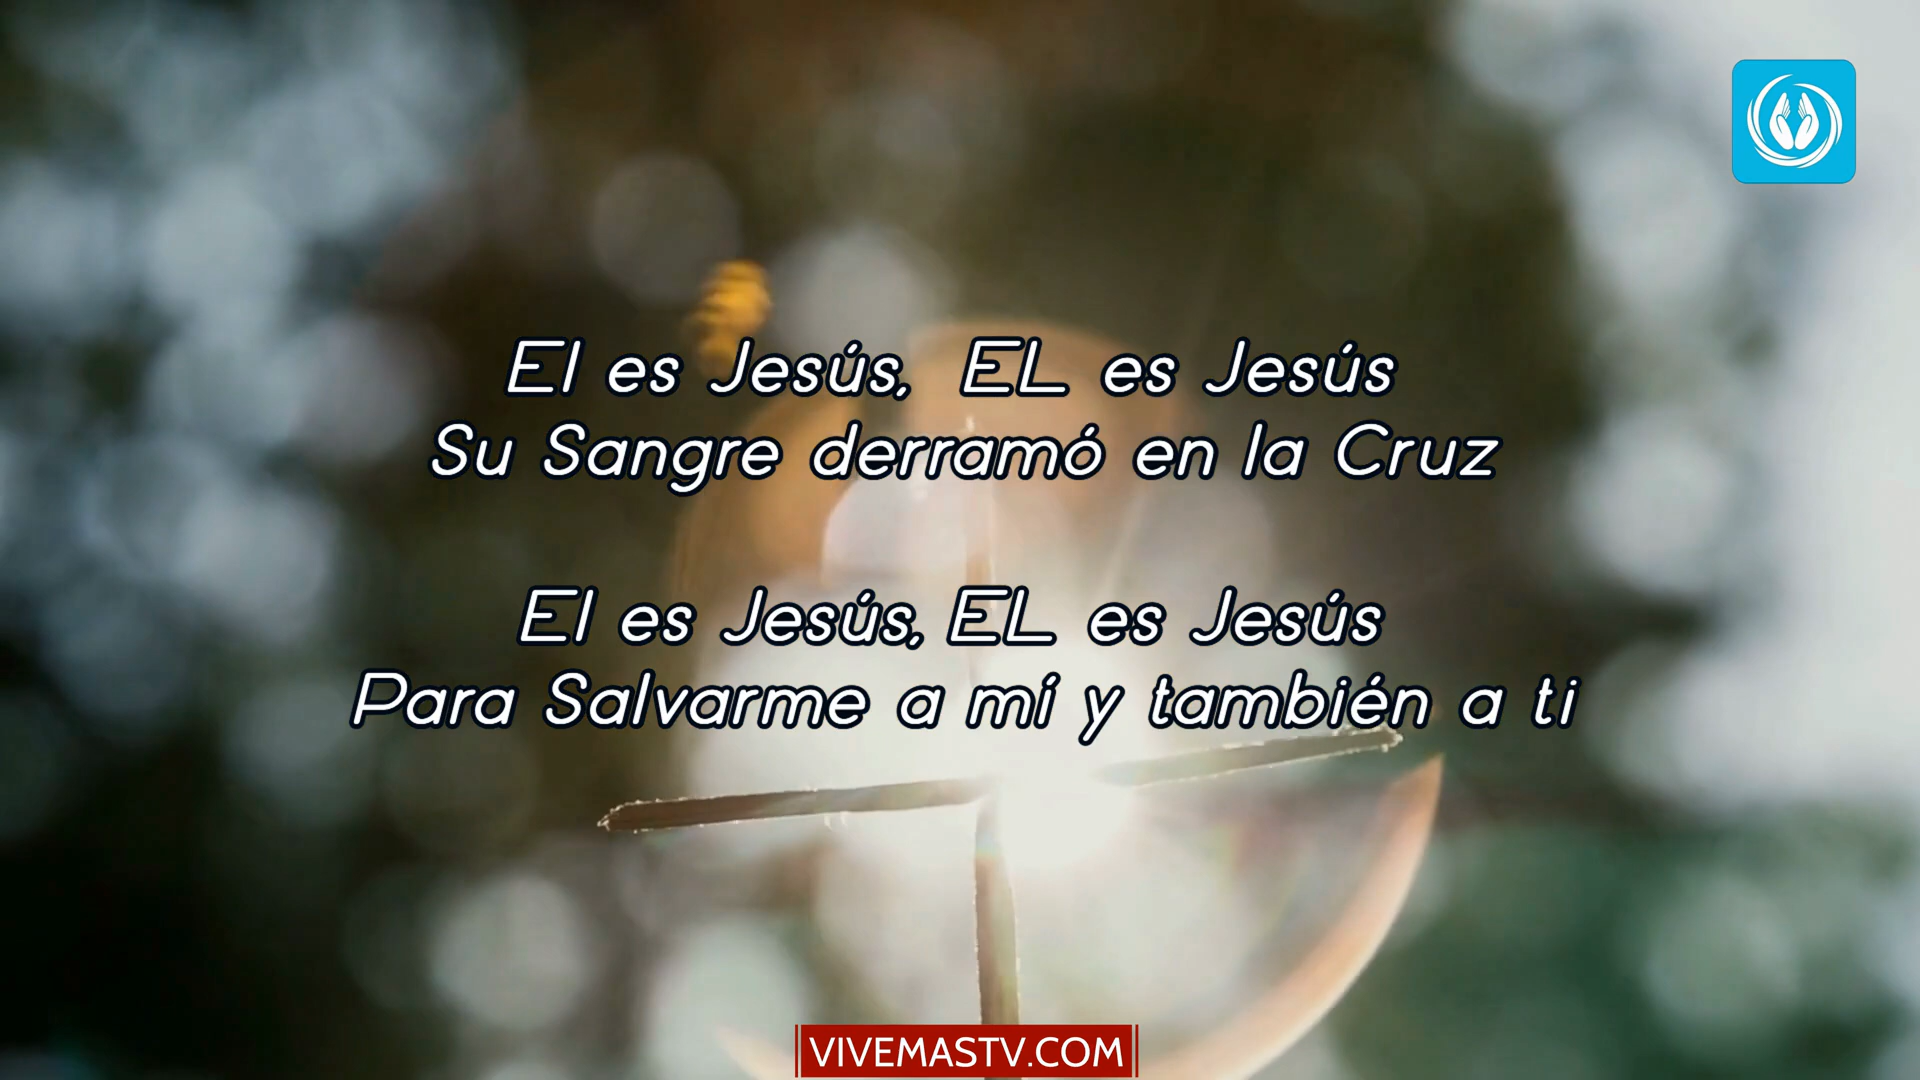 El es Jesús, EL es Jesús
Su Sangre derramó en la Cruz
El es Jesús, EL es Jesús
Para Salvarme a mí y también a ti
VIVEMASTV.COM